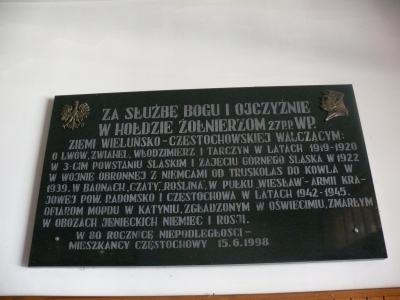 ZA SŁUŻBĘ BOGU I OJCZYŹNIE
W HOŁDZIE ŻOŁNIERZOM 27 P.P. WP.
ZIEMI WIELUŃSKO-CZĘSTOCHOWSKIEJ WALCZĄCYM:
O LWÓW, ZWIAHEL, WŁODZIMIERZ I TARCZYN W LATACH 1919-1920
W 3-CIM POWSTANIU ŚLĄSKIM I ZAJĘCIU GÓRNEGO ŚLĄSKA W 1922
W WOJNIE OBRONNEJ Z NIEMCAMI OD TRUSKOLAS DO KOWLA W
1939. W BAONACH „CZATY", „ROŚLINA", W PUŁKU „WIESŁAW" - ARMII KRA-
JOWEJ POW. RADOMSKO I CZĘSTOCHOWA W LATACH 1942-1945.
OFIAROM MORDU W KATYNIU, ZGŁADZONYM W OŚWIĘCIMIU, ZMARŁYM
W OBOZACH JENIECKICH NIEMIEC I ROSJI.
W 80 ROCZNICĘ NIEPODLEGŁOŚCI-
MIESZKAŃCY CZĘSTOCHOWY 15.6.1998